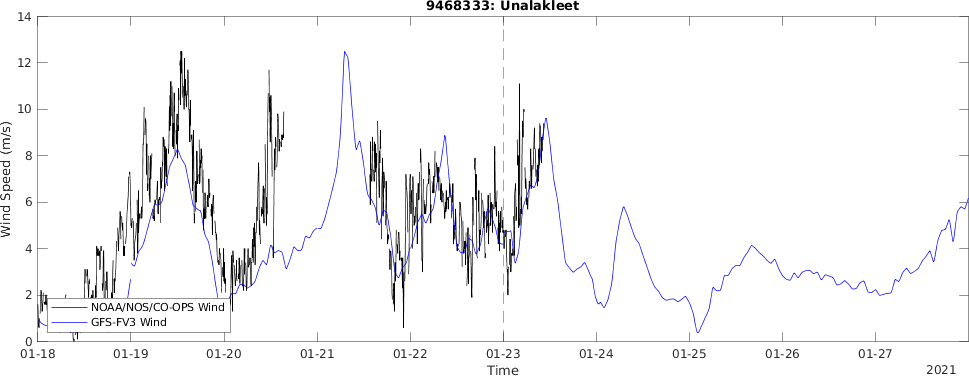 9468333: Unalakleet
14
12
10
8
6
4
2
0
Wind Speed (m/s)
NOAA/NOS/CO-OPS Wind
GFS-FV3 Wind
01-18 01-19 01-20 01-21 01-22 01-23 01-24 01-25 01-26 01-27
Time
2021